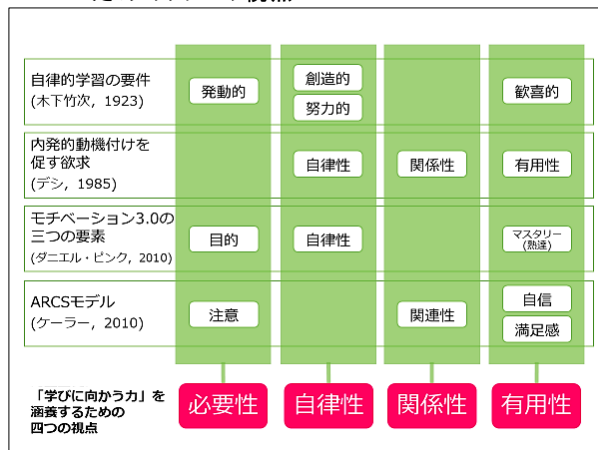 自律的学習の要件
(木下竹次, 1923)
発動的
創造的
努力的
歓喜的
内発的動機付けを
促す欲求
(デシ, 1985)
自律性
関係性
有用性
モチベーション3.0の
三つの要素
(ダニエル・ピンク, 2010)
目的
自律性
マスタリー
(熟達)
ARCSモデル
(ケーラー, 2010)
注意
関連性
自信
満足感
「学びに向かう力」を
涵養するための
四つの視点
必要性
自律性
関係性
有用性